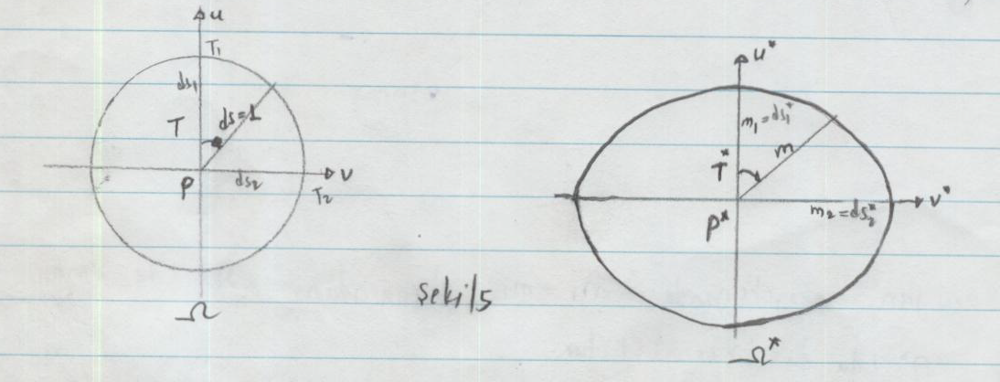 u
T₁
ds₁
T
ds=1
P
ds₂
v
T₂
Ω
Şekil 5
u*
m₁=ds₁*
T*
m
P*
m₂=ds₂*
v*
Ω*